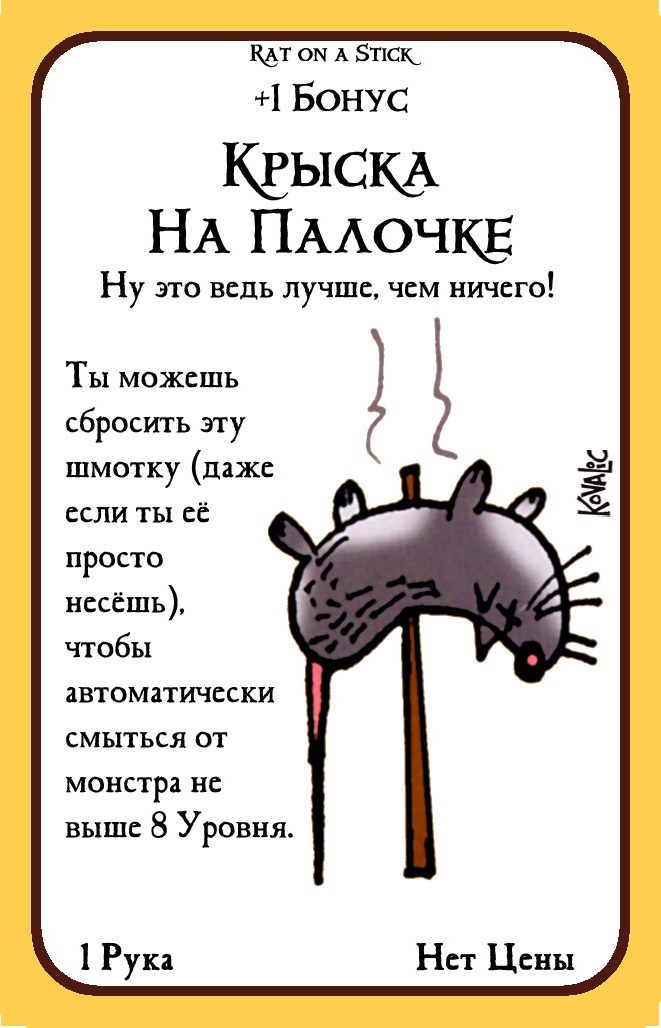 Rat on a Stick
+1 Бонус
Крыска
На Палочке
Ну это ведь лучше, чем ничего!
Ты можешь
сбросить эту
шмотку (даже
если ты её
просто
несёшь),
чтобы
автоматически
смыться от
монстра не
выше 8 Уровня.
Kovalic
1 Рука
Нет Цены